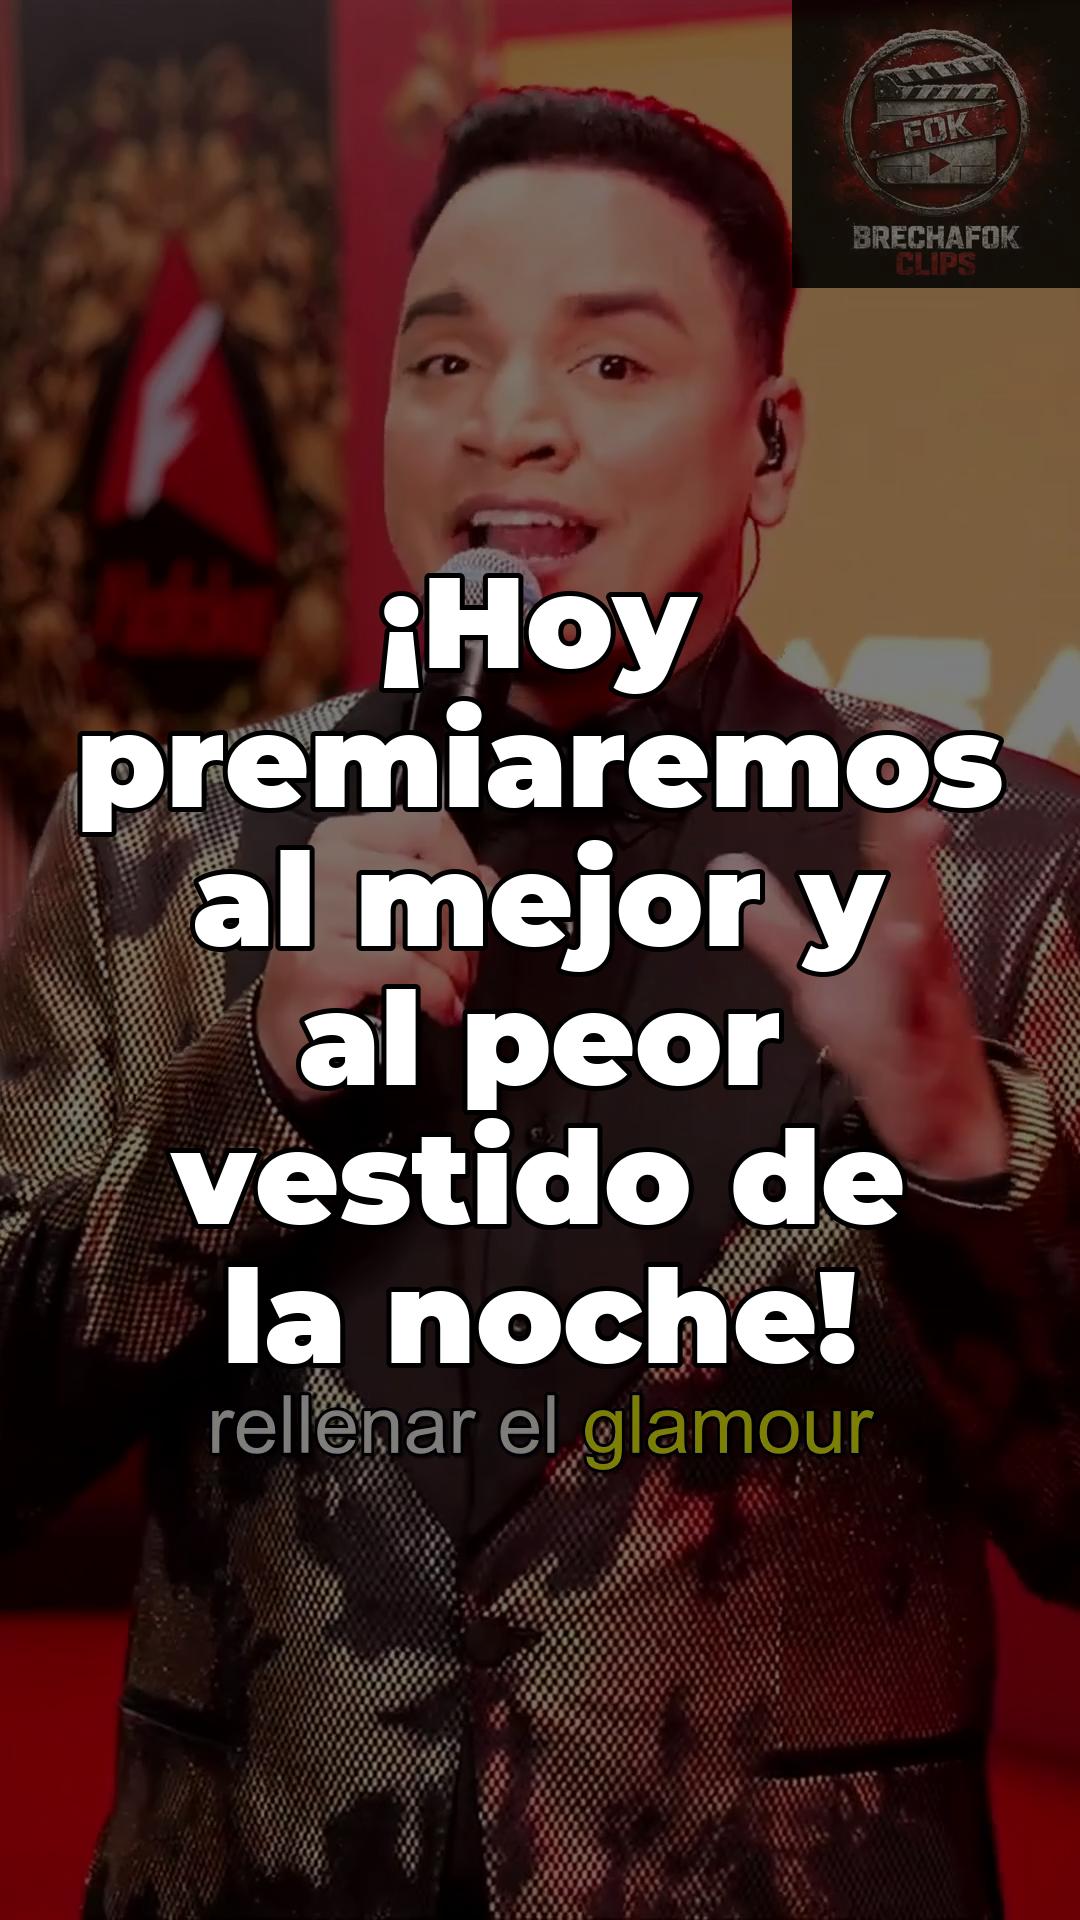 FOK
BRECHAFOK
CLIPS
¡Hoy
premiaremos
al mejor y
al peor
vestido de
la noche!
rellenar el glamour